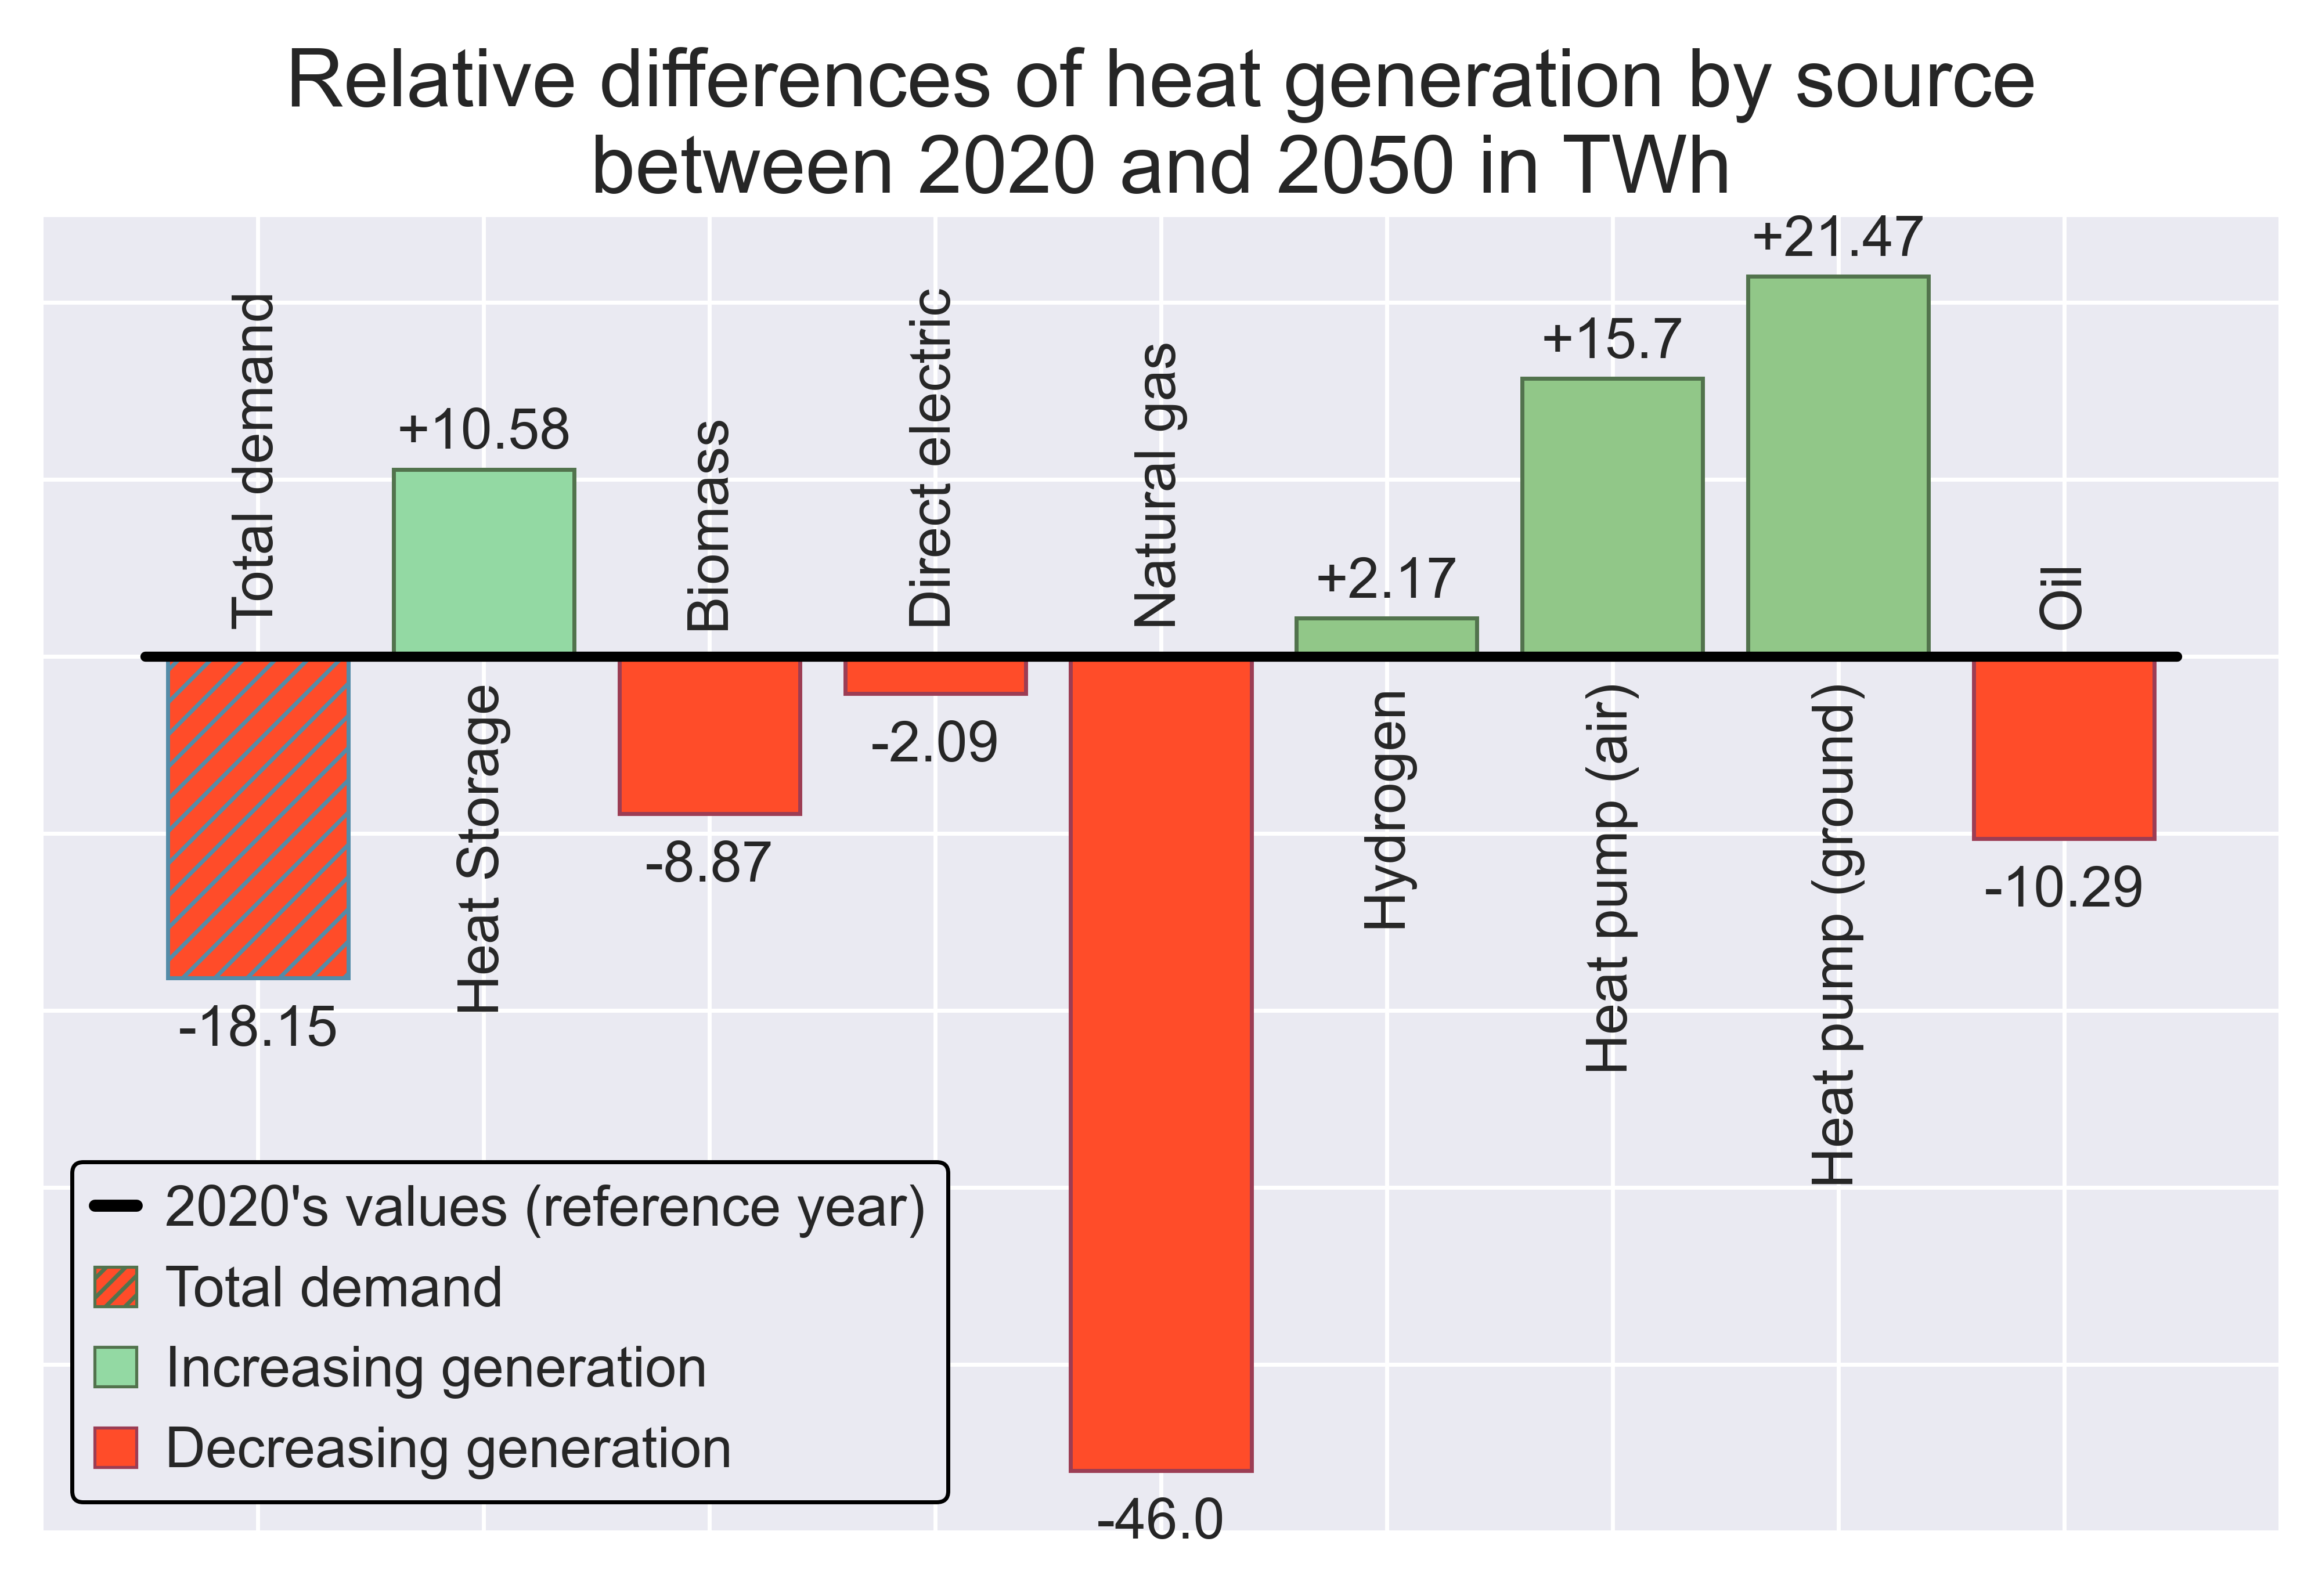 Relative differences of heat generation by source
between 2020 and 2050 in TWh
Total demand
-18.15
+10.58
Heat Storage
Biomass
-8.87
Direct electric
-2.09
Natural gas
-46.0
+2.17
Hydrogen
+15.7
Heat pump (air)
+21.47
Heat pump (ground)
Oil
-10.29
2020's values (reference year)
Total demand
Increasing generation
Decreasing generation